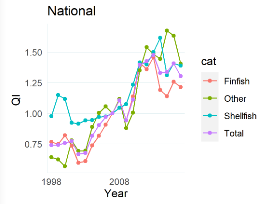 National
cat
Finfish
Other
Shellfish
Total
QI
1.50
1.25
1.00
0.75
1998
2008
Year